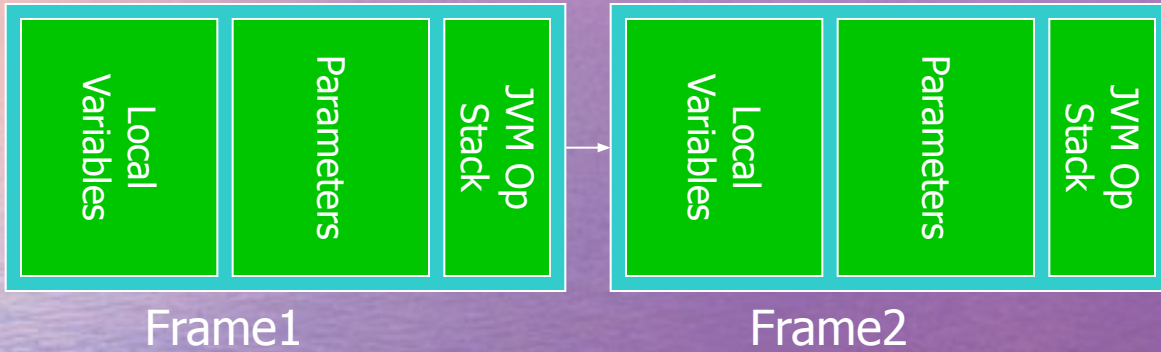 Local
Variables
Parameters
JVM Op
Stack
Local
Variables
Parameters
JVM Op
Stack
Frame1
Frame2